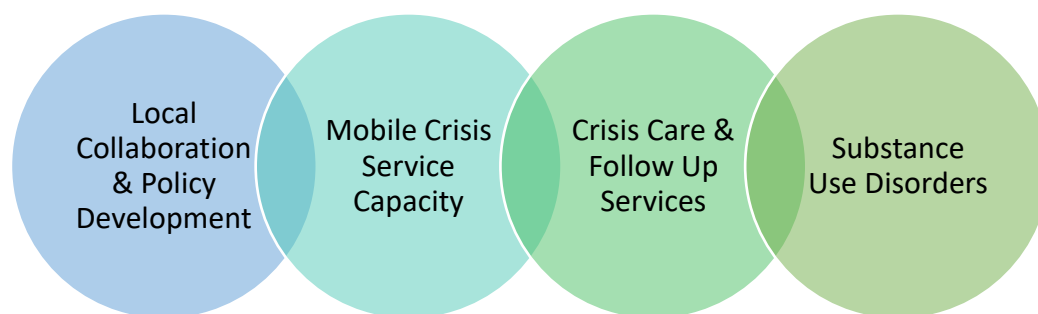 Local
Collaboration
& Policy
Development
Mobile Crisis
Service
Capacity
Crisis Care &
Follow Up
Services
Substance
Use Disorders